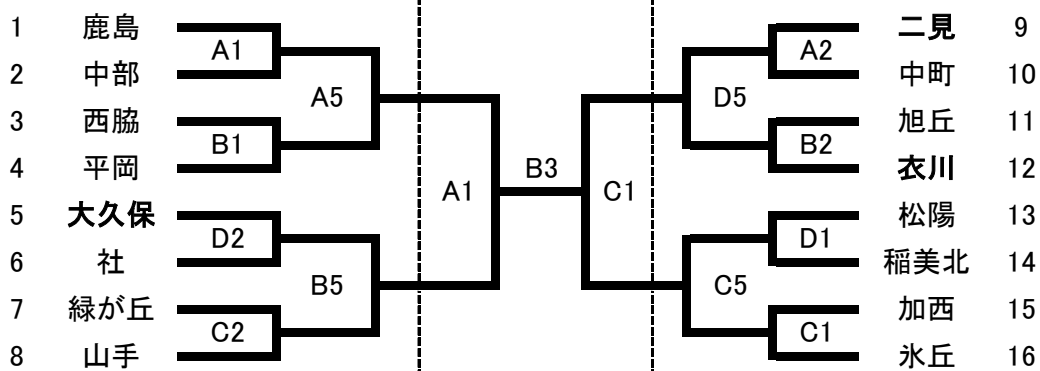 1 鹿島 A1 二見 9
2 中部 A2 中町 10
A5 D5
3 西脇 B1 旭丘 11
4 平岡 B2 衣川 12
A1 B3 C1
5 大久保 D2 松陽 13
6 社 D1 稲美北 14
B5 C5
7 緑が丘 C2 加西 15
8 山手 C1 氷丘 16